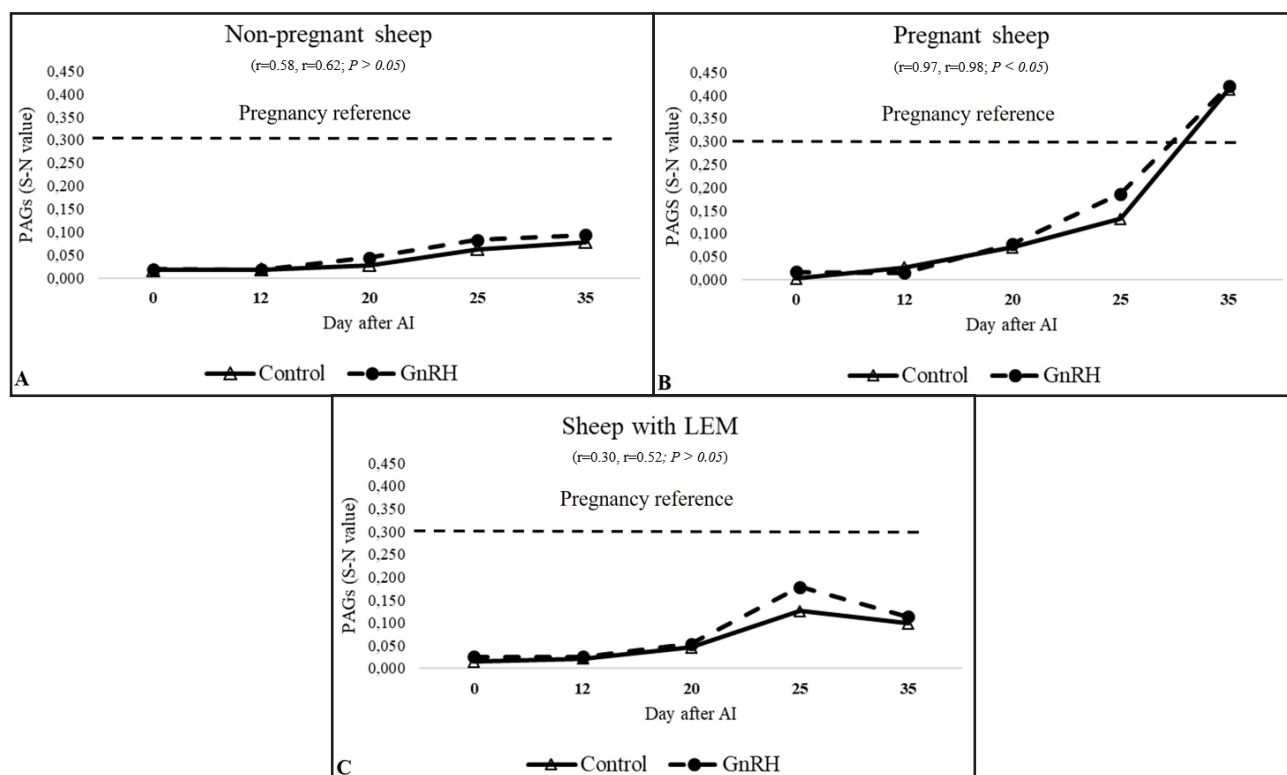 Non-pregnant sheep
(r=0.58, r=0.62; P > 0.05)
Pregnancy reference
PAGs (S-N value)
0,450
0,400
0,350
0,300
0,250
0,200
0,150
0,100
0,050
0,000
0 12 20 25 35
Day after AI
Control GnRH
A
Pregnant sheep
(r=0.97, r=0.98; P < 0.05)
Pregnancy reference
PAGS (S-N value)
0,450
0,400
0,350
0,300
0,250
0,200
0,150
0,100
0,050
0,000
0 12 20 25 35
Day after AI
Control GnRH
B
Sheep with LEM
(r=0.30, r=0.52; P > 0.05)
Pregnancy reference
PAGs (S-N value)
0,450
0,400
0,350
0,300
0,250
0,200
0,150
0,100
0,050
0,000
0 12 20 25 35
Day after AI
Control GnRH
C